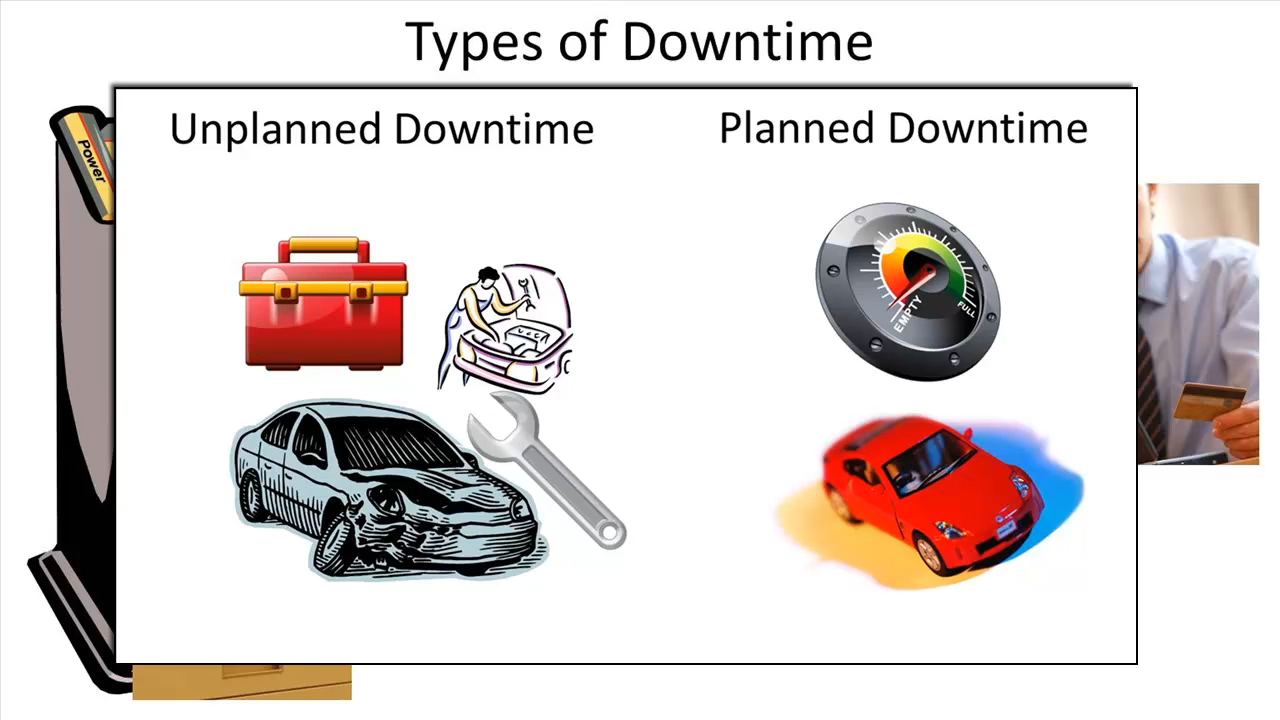 Types of Downtime
Unplanned Downtime
Planned Downtime
Power
EMPTY
FULL